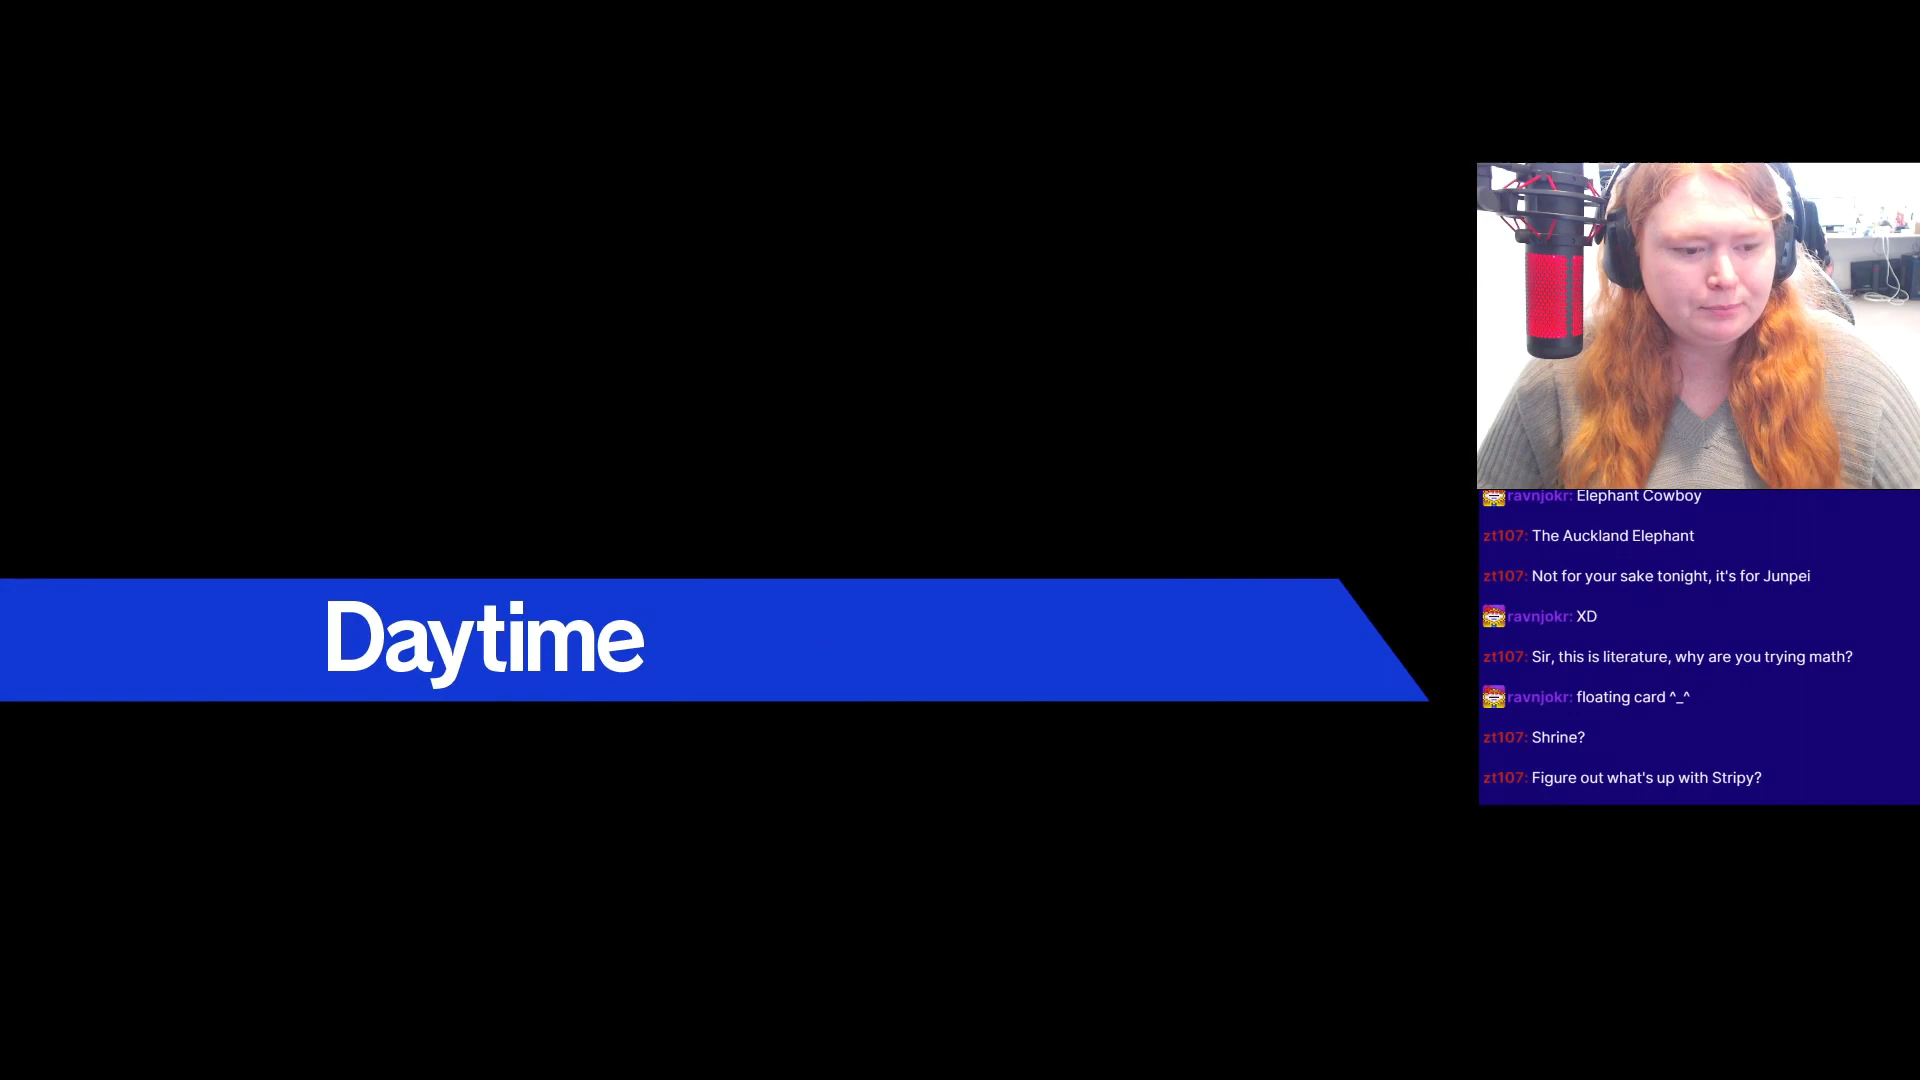 Daytime
ravnjokr: Elephant Cowboy
zt107: The Auckland Elephant
zt107: Not for your sake tonight, it's for Junpei
ravnjokr: XD
zt107: Sir, this is literature, why are you trying math?
ravnjokr: floating card ^_^
zt107: Shrine?
zt107: Figure out what's up with Stripy?